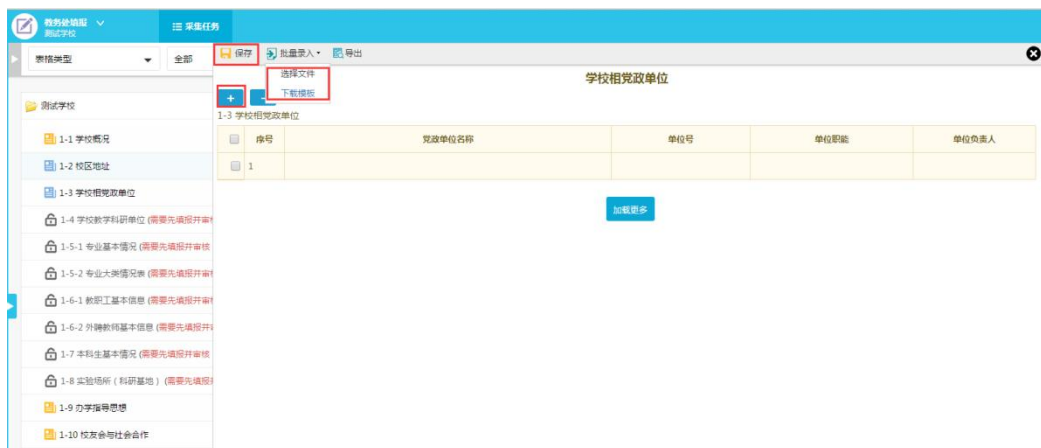 教务处填报
测试学校
采集任务
表格类型
全部
保存
批量录入
导出
选择文件
下载模板
学校相党政单位
+
-
1-3 学校相党政单位
序号
党政单位名称
单位号
单位职能
单位负责人
1
加载更多
测试学校
1-1 学校概况
1-2 校区地址
1-3 学校相党政单位
1-4 学校教学科研单位 (需要先填报并审
1-5-1 专业基本情况 (需要先填报并审核
1-5-2 专业大类情况表 (需要先填报并审
1-6-1 教职工基本信息 (需要先填报并审
1-6-2 外聘教师基本信息 (需要先填报并
1-7 本科生基本情况 (需要先填报并审核
1-8 实验场所（科研基地） (需要先填报
1-9 办学指导思想
1-10 校友会与社会合作